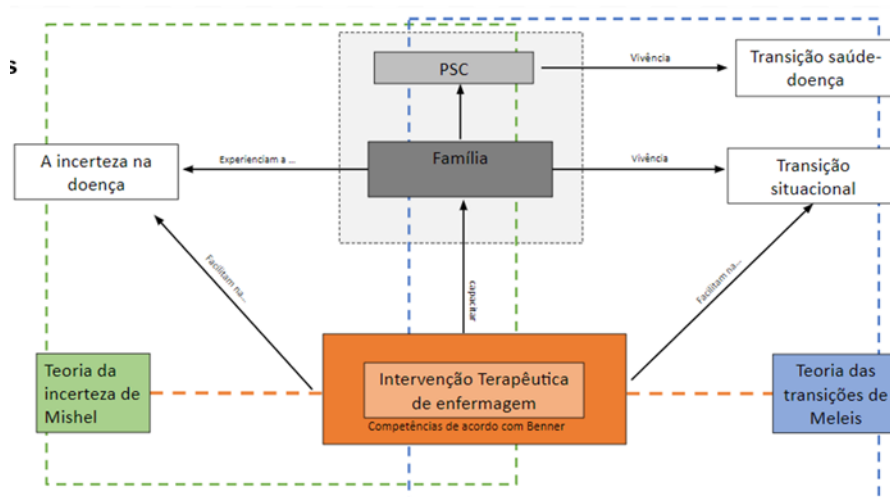 s
PSC
Vivência
Transição saúde-
doença
A incerteza na
doença
Experienciam a ...
Família
Vivência
Transição
situacional
Facilitam na...
capacitar
Facilitam na...
Teoria da
incerteza de
Mishel
Intervenção Terapêutica
de enfermagem
Competências de acordo com Benner
Teoria das
transições de
Meleis